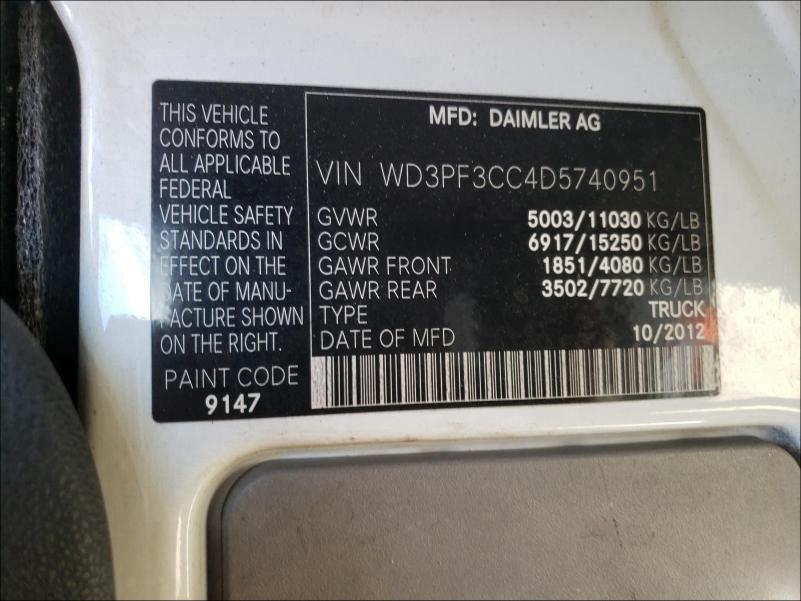 THIS VEHICLE
CONFORMS TO
ALL APPLICABLE
FEDERAL
VEHICLE SAFETY
STANDARDS IN
EFFECT ON THE
DATE OF MANU-
FACTURE SHOWN
ON THE RIGHT.
PAINT CODE
9147
MFD: DAIMLER AG
VIN WD3PF3CC4D5740951
GVWR 5003/11030 KG/LB
GCWR 6917/15250 KG/LB
GAWR FRONT 1851/4080 KG/LB
GAWR REAR 3502/7720 KG/LB
TYPE TRUCK
DATE OF MFD 10/2012